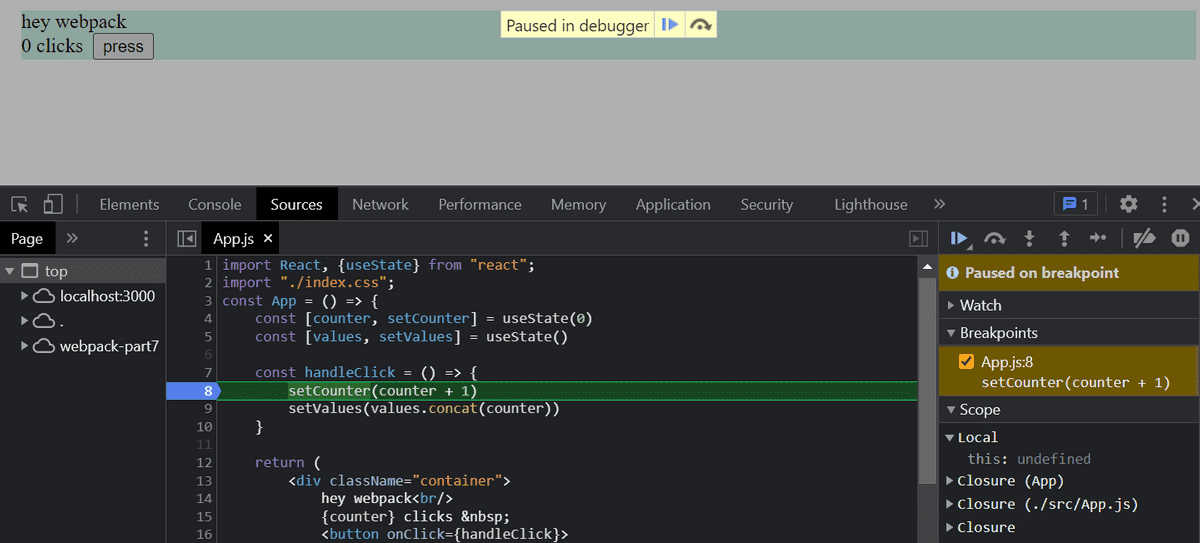 hey webpack
0 clicks press
Paused in debugger
Elements Console Sources Network Performance Memory Application Security Lighthouse » 1
Page » App.js ×
top
localhost:3000
.
webpack-part7
1 import React, {useState} from "react";
2 import "./index.css";
3 const App = () => {
4 const [counter, setCounter] = useState(0)
5 const [values, setValues] = useState()
6
7 const handleClick = () => {
8 setCounter(counter + 1)
9 setValues(values.concat(counter))
10 }
11
12 return (
13 <div className="container">
14 hey webpack<br/>
15 {counter} clicks &nbsp;
16 <button onClick={handleClick}>
Paused on breakpoint
Watch
Breakpoints
App.js:8
setCounter(counter + 1)
Scope
Local
this: undefined
Closure (App)
Closure (./src/App.js)
Closure